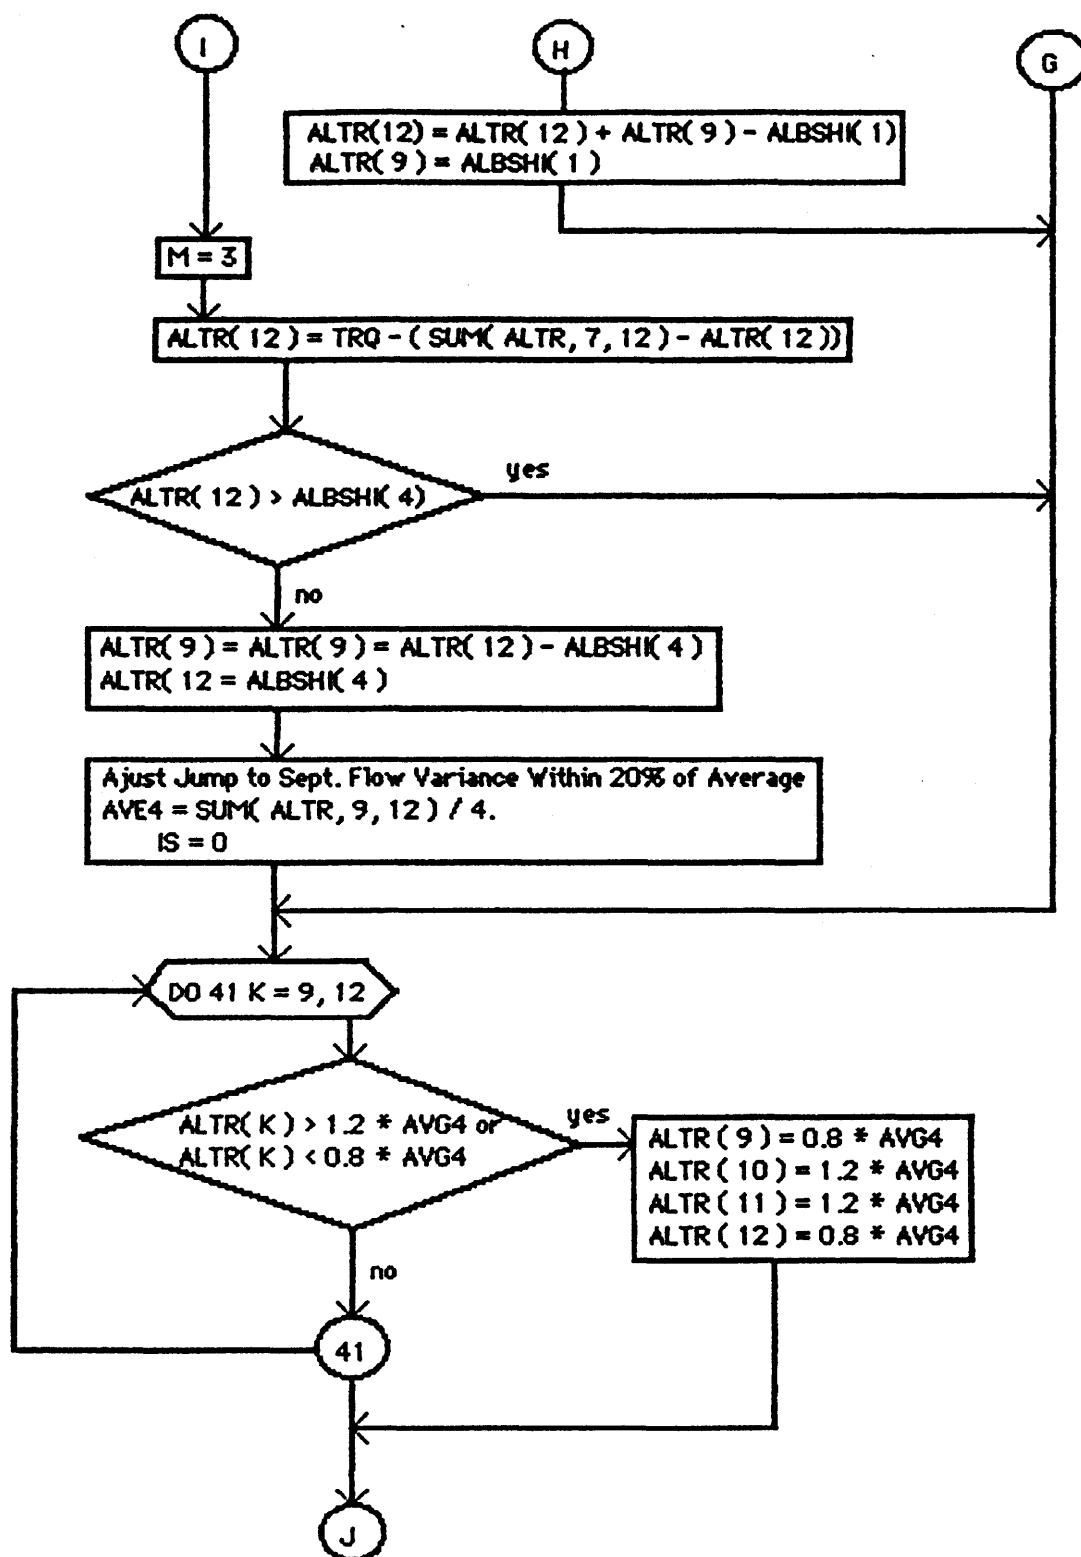 I
H
G
ALTR(12) = ALTR(12) + ALTR(9) - ALBSHK(1)
ALTR(9) = ALBSHK(1)
M = 3
ALTR(12) = TRQ - (SUM(ALTR, 7, 12) - ALTR(12))
ALTR(12) > ALBSHK(4)
yes
no
ALTR(9) = ALTR(9) = ALTR(12) - ALBSHK(4)
ALTR(12 = ALBSHK(4)
Ajust Jump to Sept. Flow Variance Within 20% of Average
AVE4 = SUM(ALTR, 9, 12) / 4.
IS = 0
DO 41 K = 9, 12
ALTR(K) > 1.2 * AVG4 or
ALTR(K) < 0.8 * AVG4
yes
ALTR(9) = 0.8 * AVG4
ALTR(10) = 1.2 * AVG4
ALTR(11) = 1.2 * AVG4
ALTR(12) = 0.8 * AVG4
no
41
J